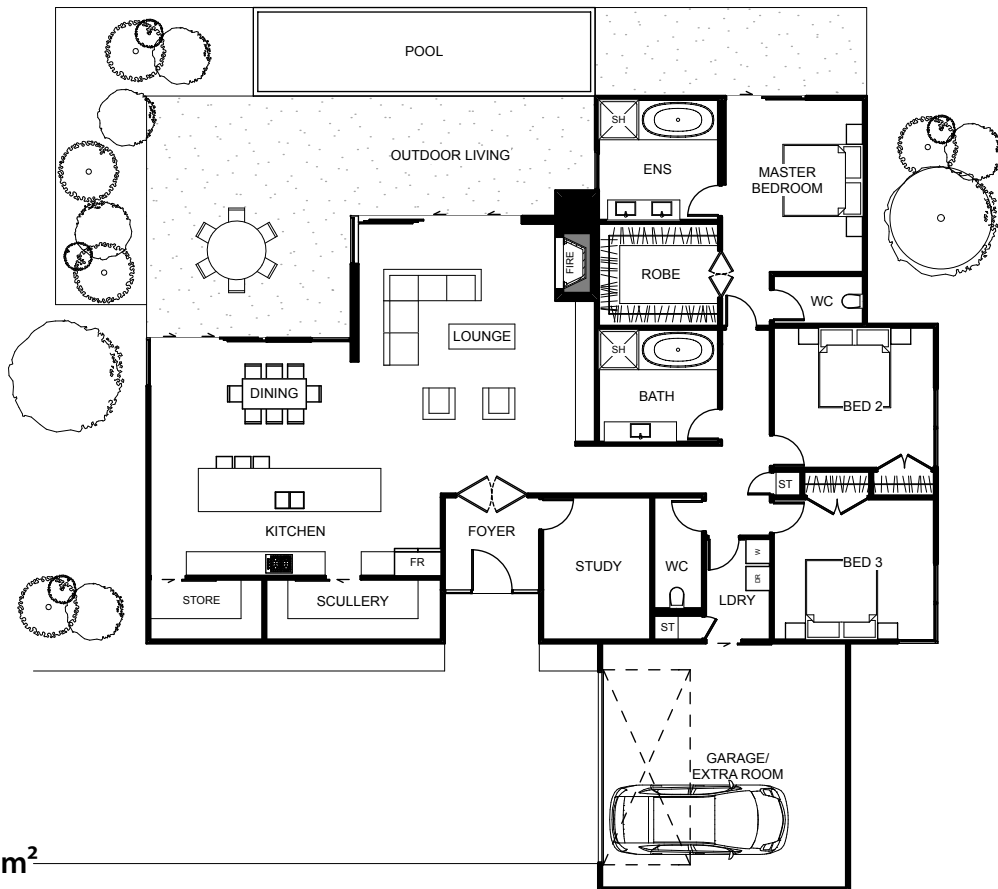 POOL
SH
OUTDOOR LIVING
ENS
MASTER
BEDROOM
FIRE
ROBE
WC
LOUNGE
SH
DINING
BATH
BED 2
ST
KITCHEN
FOYER
FR
STUDY
WC
W
DR
BED 3
STORE
SCULLERY
LDRY
ST
GARAGE/
EXTRA ROOM
m²